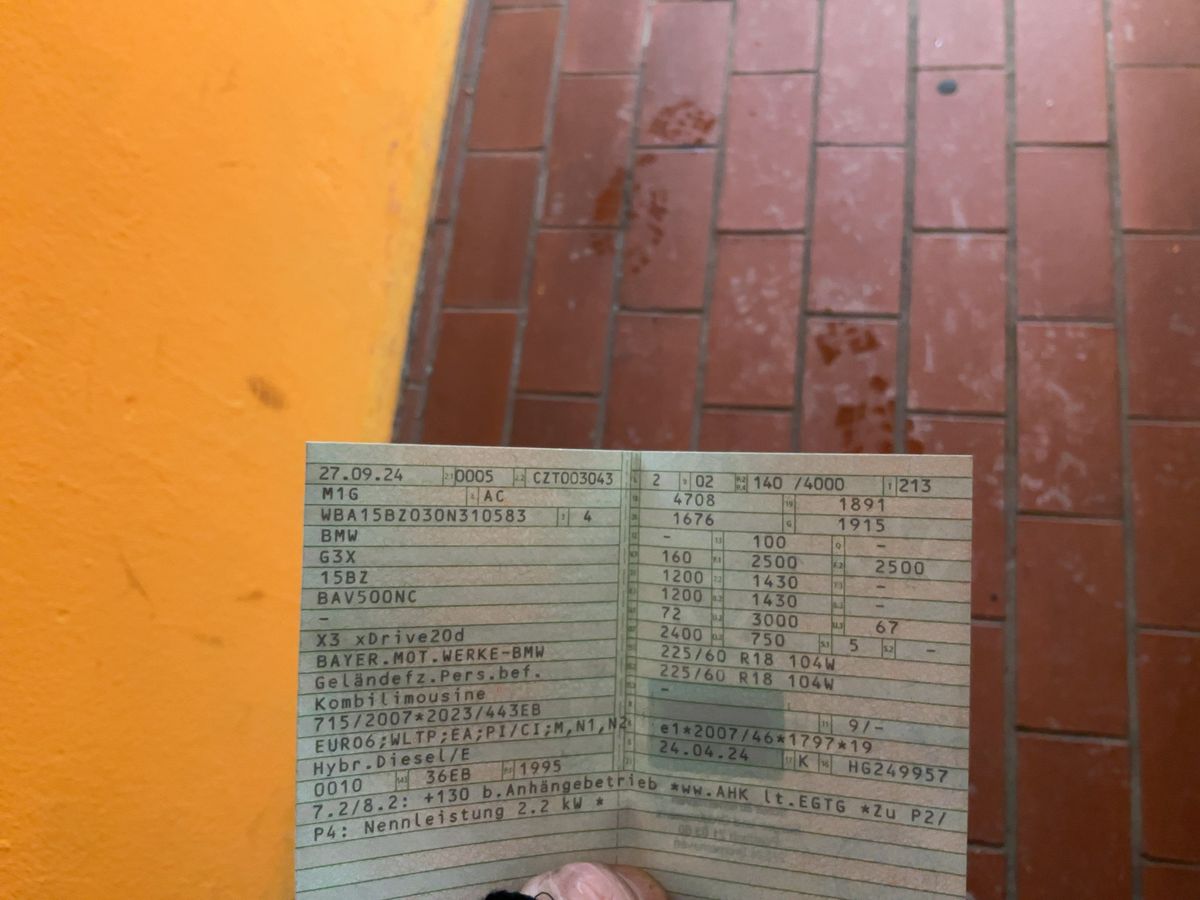 27.09.24 0005 CZT003043
M1G AC
WBA15BZ030N310583 4
BMW
G3X
15BZ
BAV500NC
–
X3 xDrive20d
BAYER.MOT.WERKE-BMW
Geländefz.Pers.bef.
Kombilimousine
715/2007*2023/443EB
EURO6;WLTP;EA;PI/CI;M,N1,N2
Hybr.Diesel/E
0010 36EB 1995
7.2/8.2: +130 b.Anhängebetrieb *ww.AHK lt.EGTG *Zu P2/
P4: Nennleistung 2.2 kW *
2 02 140 /4000 213
4708 1891
1676 1915
– 100 –
160 2500 2500
1200 1430 –
1200 1430 –
72 3000 67
2400 750 5 –
225/60 R18 104W
225/60 R18 104W
–
9/–
e1*2007/46*1797*19
24.04.24 K HG249957